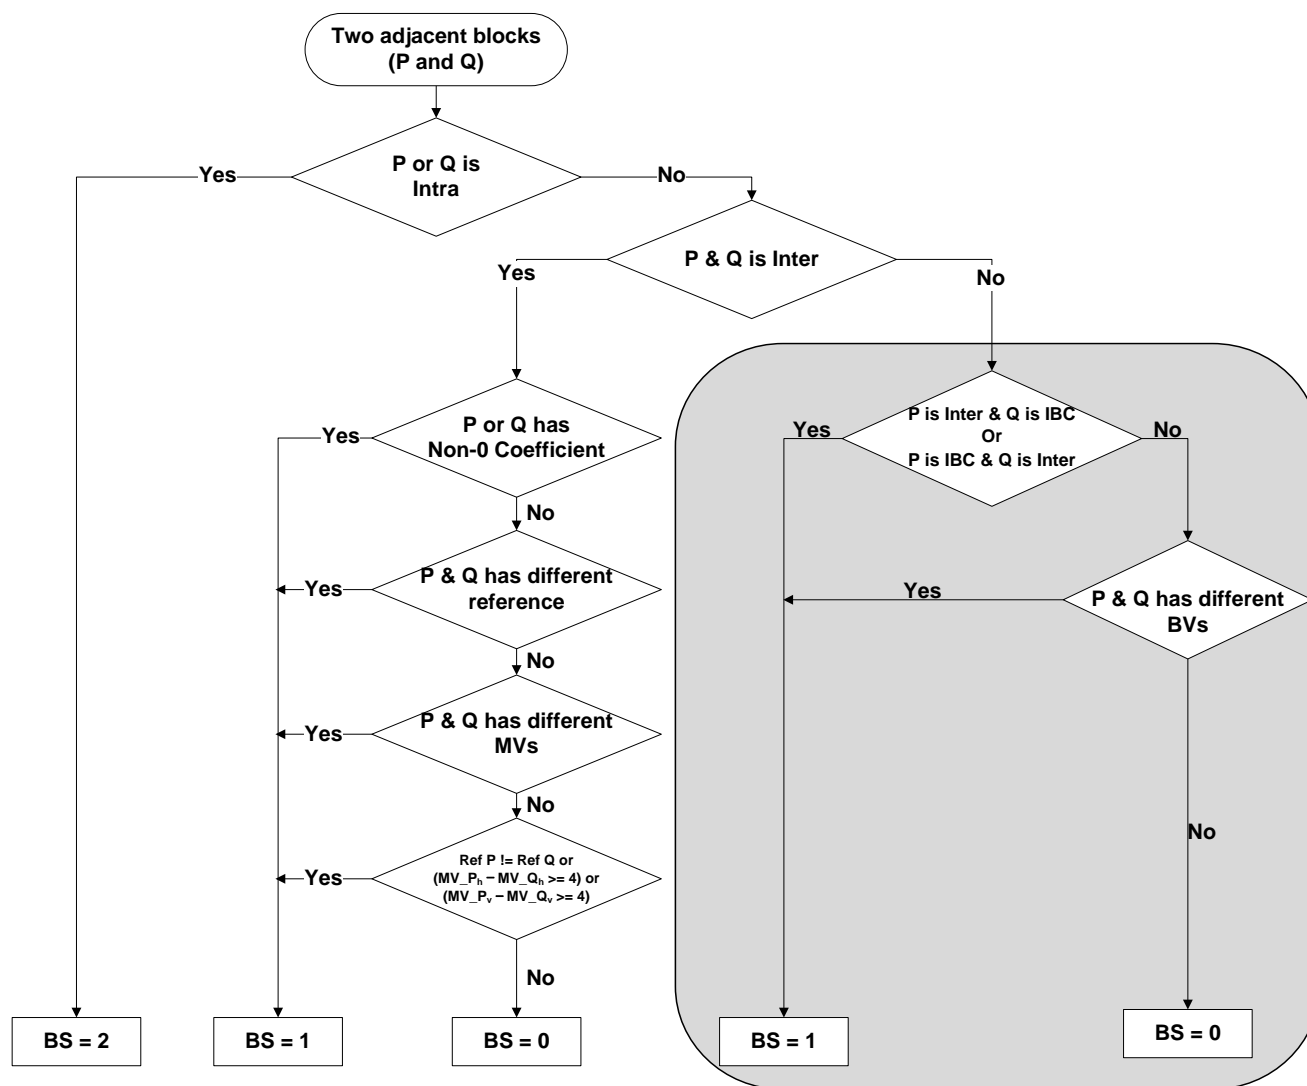 Two adjacent blocks
(P and Q)
P or Q is
Intra
Yes
No
P & Q is Inter
Yes
No
P or Q has
Non-0 Coefficient
Yes
No
P is Inter & Q is IBC
Or
P is IBC & Q is Inter
Yes
No
P & Q has different
reference
Yes
No
P & Q has different
BVs
Yes
No
P & Q has different
MVs
Yes
No
Ref P != Ref Q or
(MV_Pₕ – MV_Qₕ >= 4) or
(MV_Pᵥ – MV_Qᵥ >= 4)
Yes
No
BS = 2
BS = 1
BS = 0
BS = 1
BS = 0